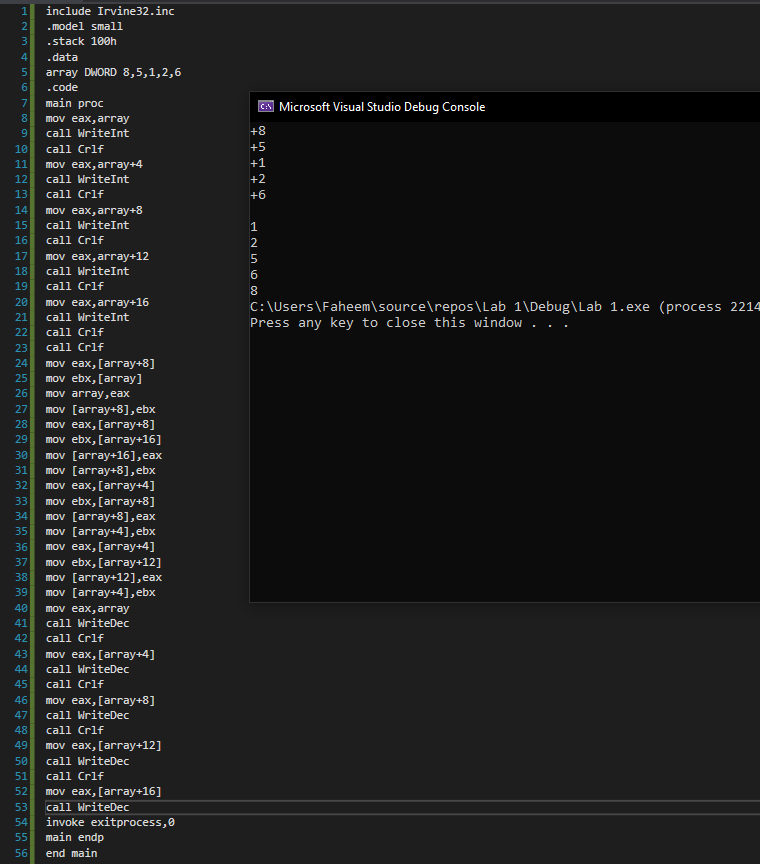 1 include Irvine32.inc
2 .model small
3 .stack 100h
4 .data
5 array DWORD 8,5,1,2,6
6 .code
7 main proc
8 mov eax,array
9 call WriteInt
10 call Crlf
11 mov eax,array+4
12 call WriteInt
13 call Crlf
14 mov eax,array+8
15 call WriteInt
16 call Crlf
17 mov eax,array+12
18 call WriteInt
19 call Crlf
20 mov eax,array+16
21 call WriteInt
22 call Crlf
23 call Crlf
24 mov eax,[array+8]
25 mov ebx,[array]
26 mov array,eax
27 mov [array+8],ebx
28 mov eax,[array+8]
29 mov ebx,[array+16]
30 mov [array+16],eax
31 mov [array+8],ebx
32 mov eax,[array+4]
33 mov ebx,[array+8]
34 mov [array+8],eax
35 mov [array+4],ebx
36 mov eax,[array+4]
37 mov ebx,[array+12]
38 mov [array+12],eax
39 mov [array+4],ebx
40 mov eax,array
41 call WriteDec
42 call Crlf
43 mov eax,[array+4]
44 call WriteDec
45 call Crlf
46 mov eax,[array+8]
47 call WriteDec
48 call Crlf
49 mov eax,[array+12]
50 call WriteDec
51 call Crlf
52 mov eax,[array+16]
53 call WriteDec
54 invoke exitprocess,0
55 main endp
56 end main
Microsoft Visual Studio Debug Console
+8
+5
+1
+2
+6
1
2
5
6
8
C:\Users\Faheem\source\repos\Lab 1\Debug\Lab 1.exe (process 2214
Press any key to close this window . . .